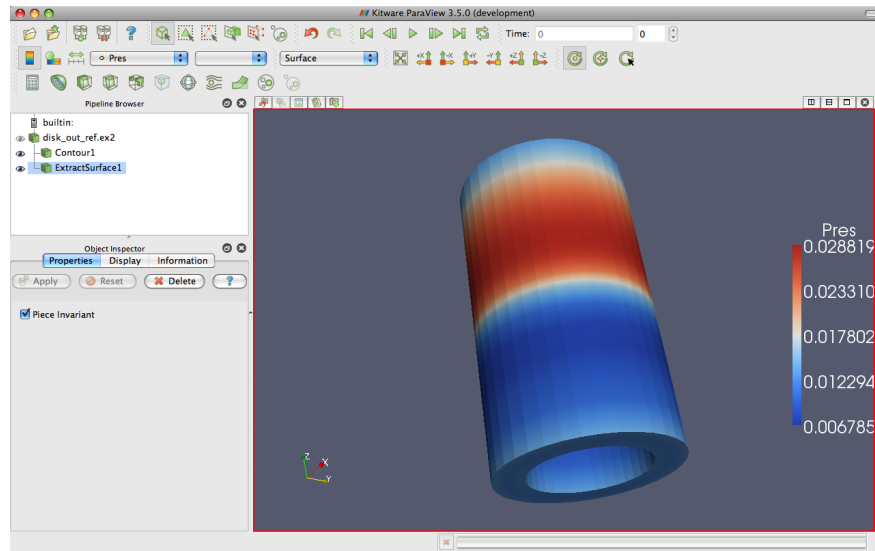 Kitware ParaView 3.5.0 (development)
Time: 0 0
Pres Surface +X -X +Y -Y +Z -Z
Pipeline Browser
builtin:
disk_out_ref.ex2
Contour1
ExtractSurface1
Object Inspector
Properties Display Information
Apply Reset Delete ?
Piece Invariant
Pres
0.028819
0.023310
0.017802
0.012294
0.006785
Z
X
Y